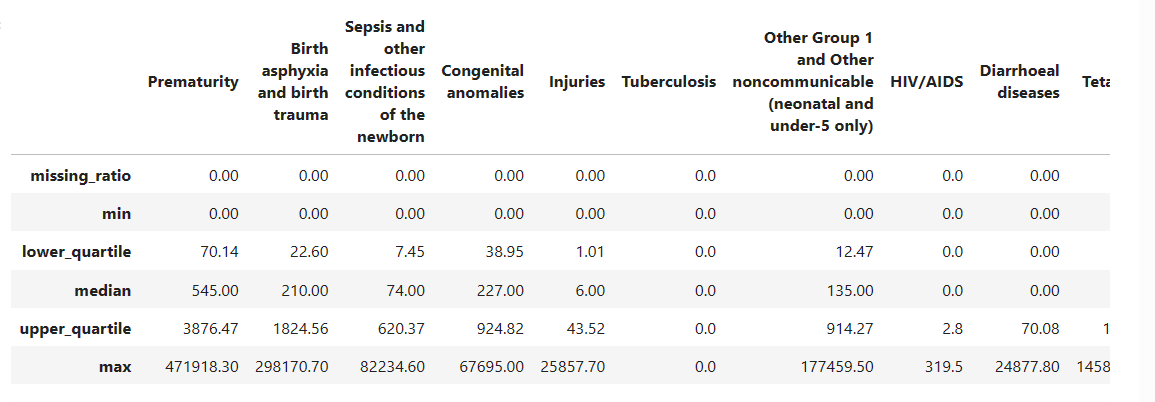 Prematurity Birth asphyxia and birth trauma Sepsis and other infectious conditions of the newborn Congenital anomalies Injuries Tuberculosis Other Group 1 and Other noncommunicable (neonatal and under-5 only) HIV/AIDS Diarrhoeal diseases Teta
missing_ratio 0.00 0.00 0.00 0.00 0.00 0.0 0.00 0.0 0.00
min 0.00 0.00 0.00 0.00 0.00 0.0 0.00 0.0 0.00
lower_quartile 70.14 22.60 7.45 38.95 1.01 0.0 12.47 0.0 0.00
median 545.00 210.00 74.00 227.00 6.00 0.0 135.00 0.0 0.00
upper_quartile 3876.47 1824.56 620.37 924.82 43.52 0.0 914.27 2.8 70.08 1
max 471918.30 298170.70 82234.60 67695.00 25857.70 0.0 177459.50 319.5 24877.80 1458